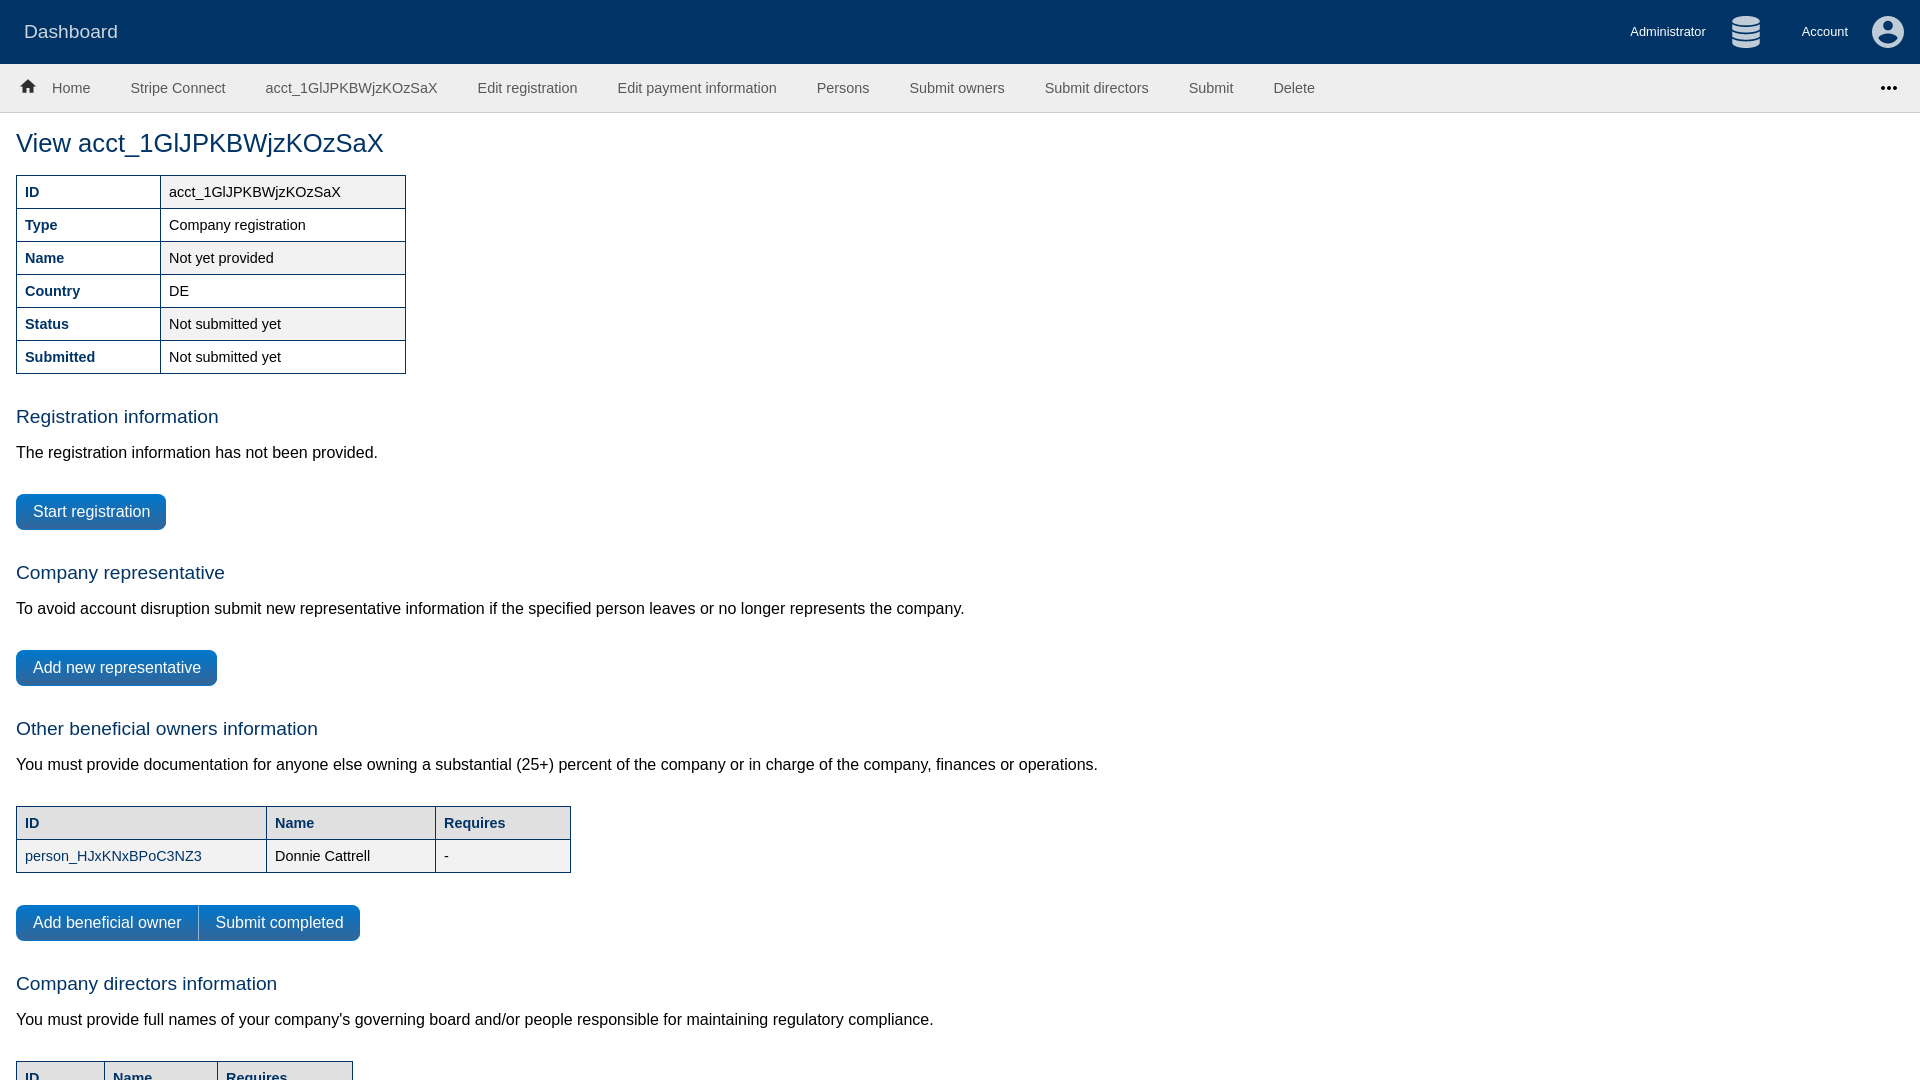 Dashboard
Administrator
Account
Home
Stripe Connect
acct_1GlJPKBWjzKOzSaX
Edit registration
Edit payment information
Persons
Submit owners
Submit directors
Submit
Delete
View acct_1GlJPKBWjzKOzSaX
ID acct_1GlJPKBWjzKOzSaX
Type Company registration
Name Not yet provided
Country DE
Status Not submitted yet
Submitted Not submitted yet
Registration information
The registration information has not been provided.
Start registration
Company representative
To avoid account disruption submit new representative information if the specified person leaves or no longer represents the company.
Add new representative
Other beneficial owners information
You must provide documentation for anyone else owning a substantial (25+) percent of the company or in charge of the company, finances or operations.
ID Name Requires
person_HJxKNxBPoC3NZ3 Donnie Cattrell -
Add beneficial owner Submit completed
Company directors information
You must provide full names of your company's governing board and/or people responsible for maintaining regulatory compliance.
ID Name Requires